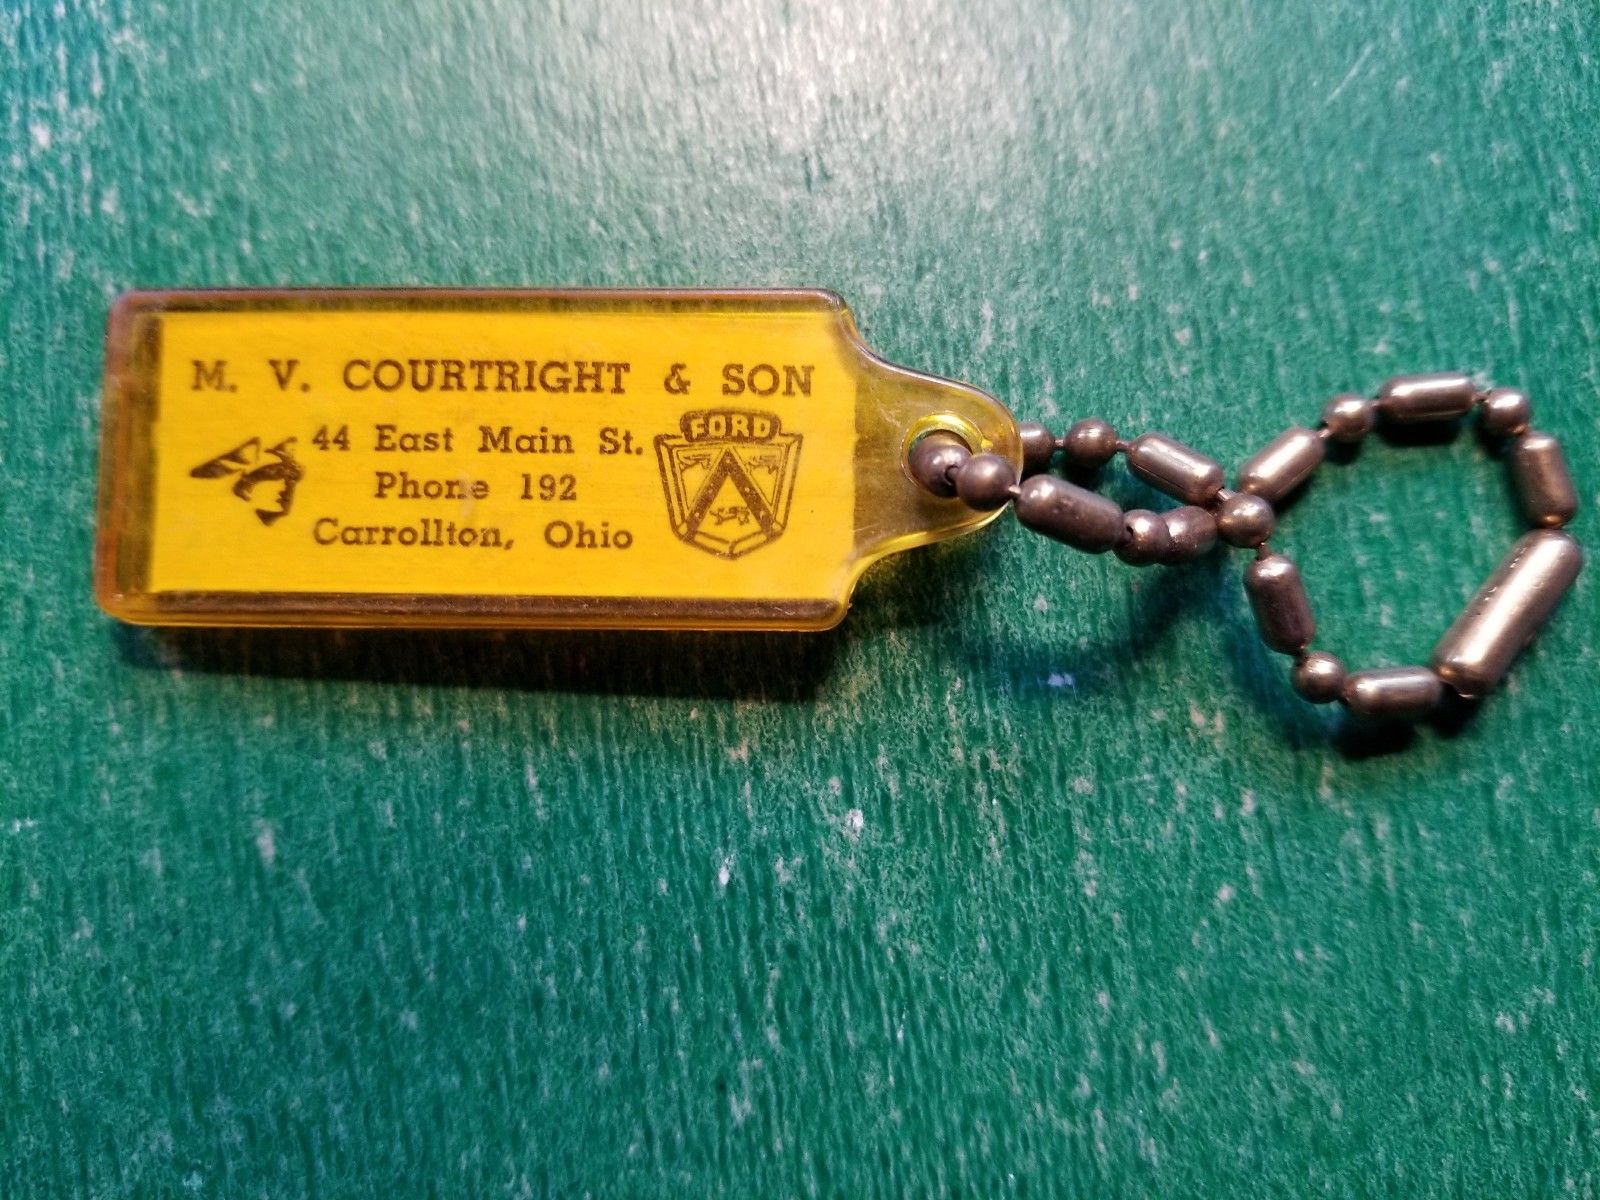 M. V. COURTRIGHT & SON
44 East Main St.
FORD
Phone 192
Carrollton, Ohio